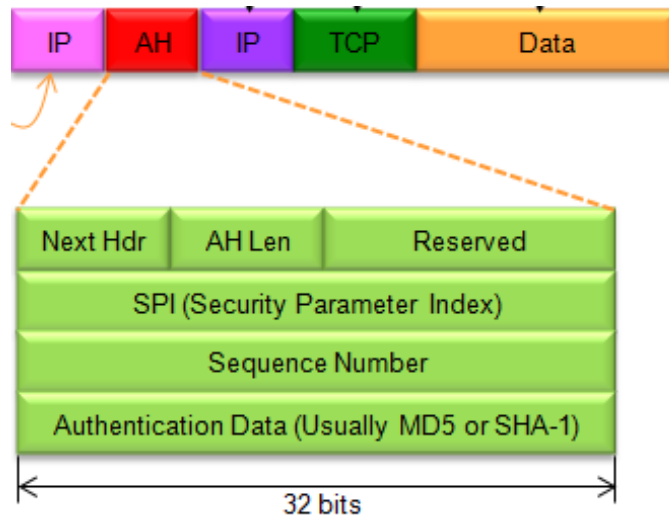 IP AH IP TCP Data
Next Hdr AH Len Reserved
SPI (Security Parameter Index)
Sequence Number
Authentication Data (Usually MD5 or SHA-1)
32 bits